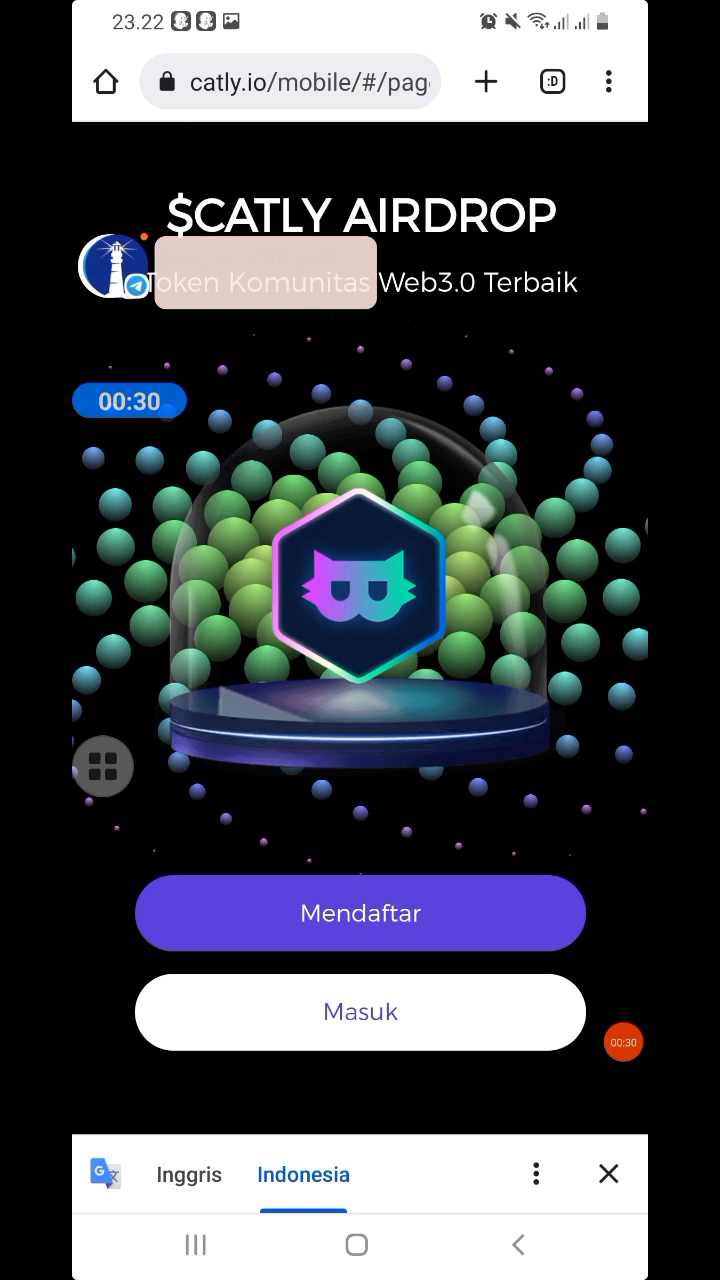 23.22
catly.io/mobile/#/pag
:D
$CATLY AIRDROP
Token Komunitas Web3.0 Terbaik
00:30
Mendaftar
Masuk
00:30
G
文
Inggris
Indonesia